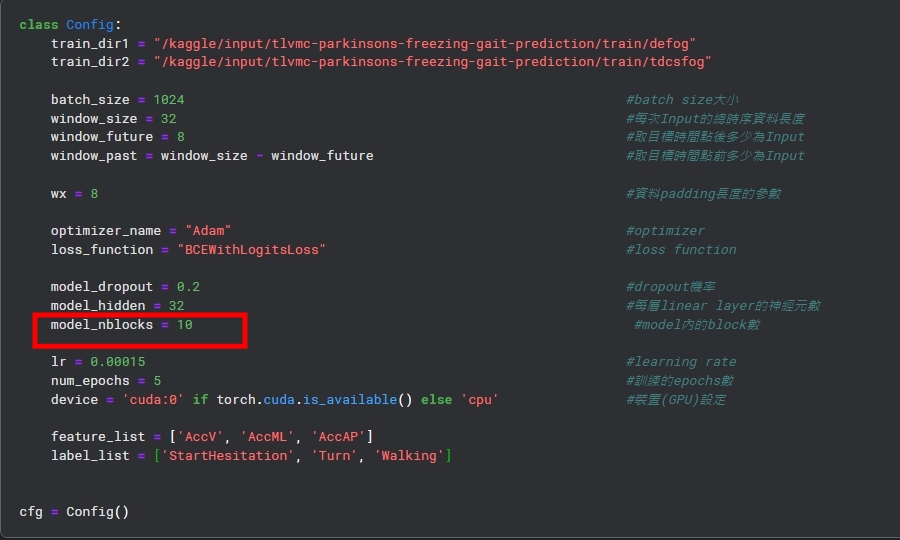 class Config:
train_dir1 = "/kaggle/input/tlvmc-parkinsons-freezing-gait-prediction/train/defog"
train_dir2 = "/kaggle/input/tlvmc-parkinsons-freezing-gait-prediction/train/tdcsfog"
batch_size = 1024 #batch size大小
window_size = 32 #每次Input的總時序資料長度
window_future = 8 #取目標時間點後多少為Input
window_past = window_size - window_future #取目標時間點前多少為Input
wx = 8 #資料padding長度的參數
optimizer_name = "Adam" #optimizer
loss_function = "BCEWithLogitsLoss" #loss function
model_dropout = 0.2 #dropout機率
model_hidden = 32 #每層linear layer的神經元數
model_nblocks = 10 #model內的block數
lr = 0.00015 #learning rate
num_epochs = 5 #訓練的epochs數
device = 'cuda:0' if torch.cuda.is_available() else 'cpu' #裝置(GPU)設定
feature_list = ['AccV', 'AccML', 'AccAP']
label_list = ['StartHesitation', 'Turn', 'Walking']
cfg = Config()